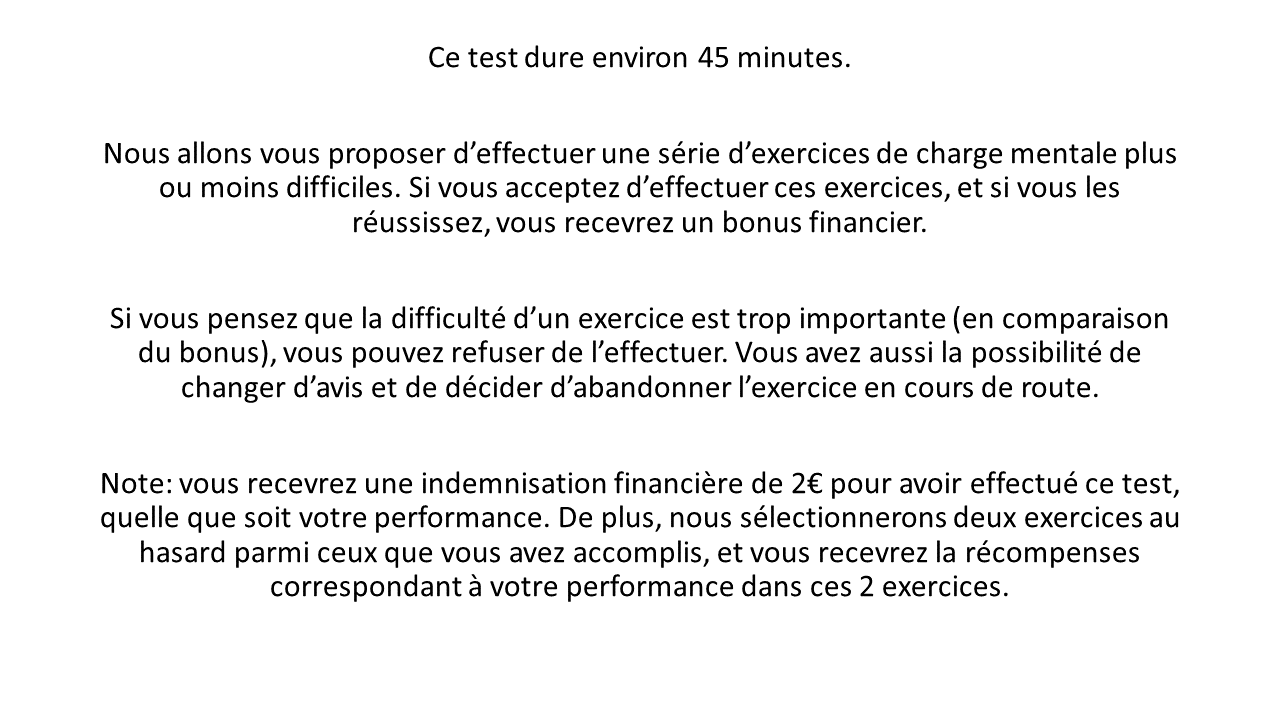 Ce test dure environ 45 minutes.
Nous allons vous proposer d’effectuer une série d’exercices de charge mentale plus
ou moins difficiles. Si vous acceptez d’effectuer ces exercices, et si vous les
réussissez, vous recevrez un bonus financier.
Si vous pensez que la difficulté d’un exercice est trop importante (en comparaison
du bonus), vous pouvez refuser de l’effectuer. Vous avez aussi la possibilité de
changer d’avis et de décider d’abandonner l’exercice en cours de route.
Note: vous recevrez une indemnisation financière de 2€ pour avoir effectué ce test,
quelle que soit votre performance. De plus, nous sélectionnerons deux exercices au
hasard parmi ceux que vous avez accomplis, et vous recevrez la récompenses
correspondant à votre performance dans ces 2 exercices.